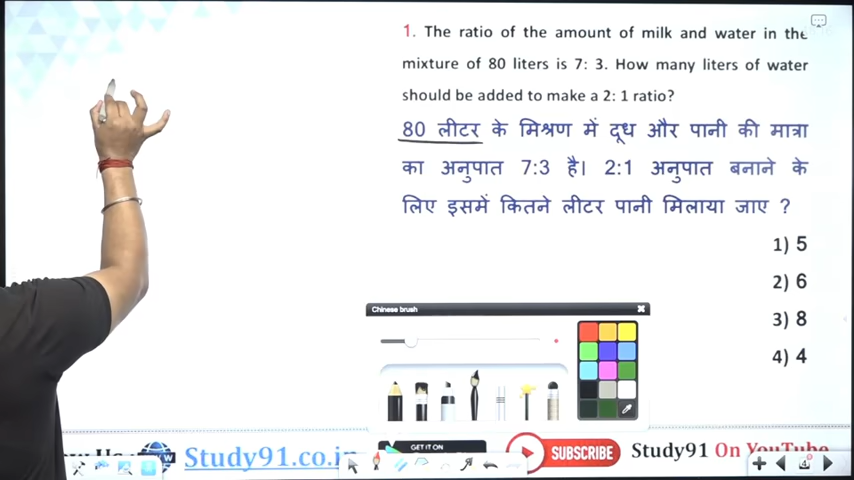 1. The ratio of the amount of milk and water in the
mixture of 80 liters is 7: 3. How many liters of water
should be added to make a 2: 1 ratio?
80 लीटर के मिश्रण में दूध और पानी की मात्रा
का अनुपात 7:3 है। 2:1 अनुपात बनाने के
लिए इसमें कितने लीटर पानी मिलाया जाए ?
1) 5
2) 6
3) 8
4) 4
Chinese brush
GET IT ON
W
Study91.co.in
SUBSCRIBE
Study91 On YouTube